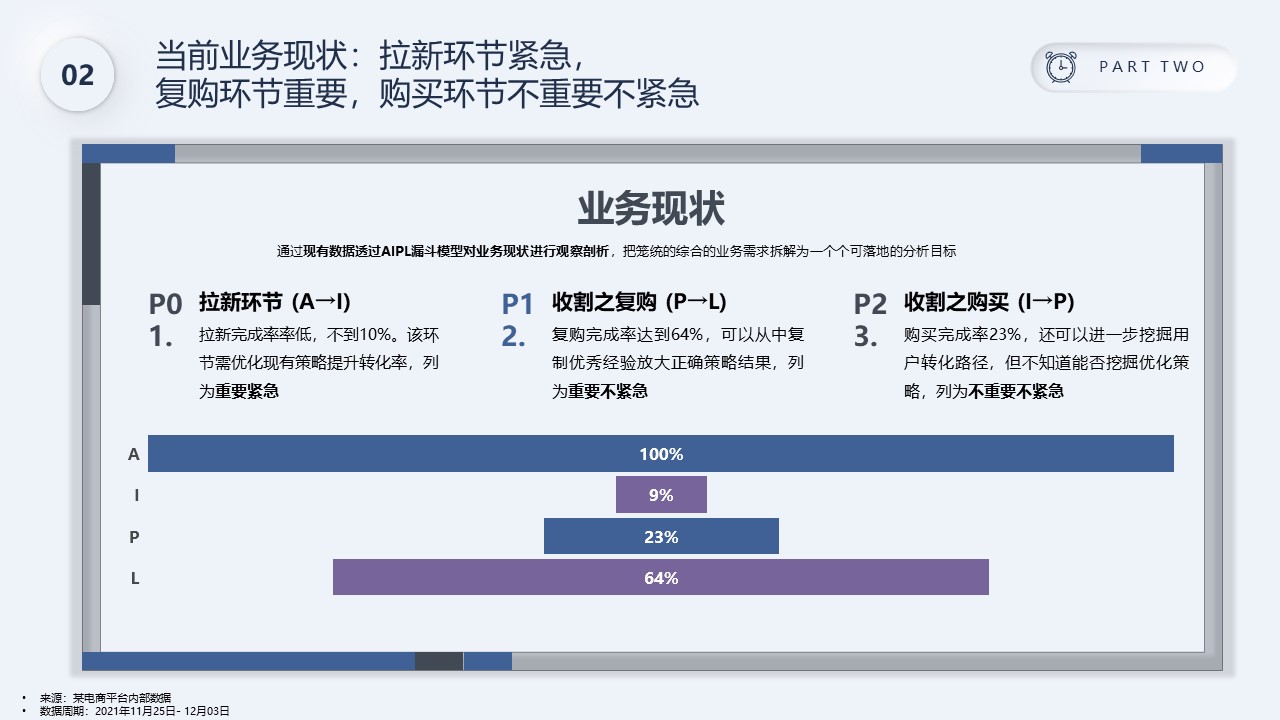 02
当前业务现状：拉新环节紧急，
复购环节重要，购买环节不重要不紧急
PART TWO
业务现状
通过现有数据透过AIPL漏斗模型对业务现状进行观察剖析，把笼统的综合的业务需求拆解为一个个可落地的分析目标
P0
1.
拉新环节 (A→I)
拉新完成率率低，不到10%。该环
节需优化现有策略提升转化率，列
为重要紧急
P1
2.
收割之复购 (P→L)
复购完成率达到64%，可以从中复
制优秀经验放大正确策略结果，列
为重要不紧急
P2
3.
收割之购买 (I→P)
购买完成率23%，还可以进一步挖掘用
户转化路径，但不知道能否挖掘优化策
略，列为不重要不紧急
A 100%
I 9%
P 23%
L 64%
• 来源：某电商平台内部数据
• 数据周期：2021年11月25日- 12月03日